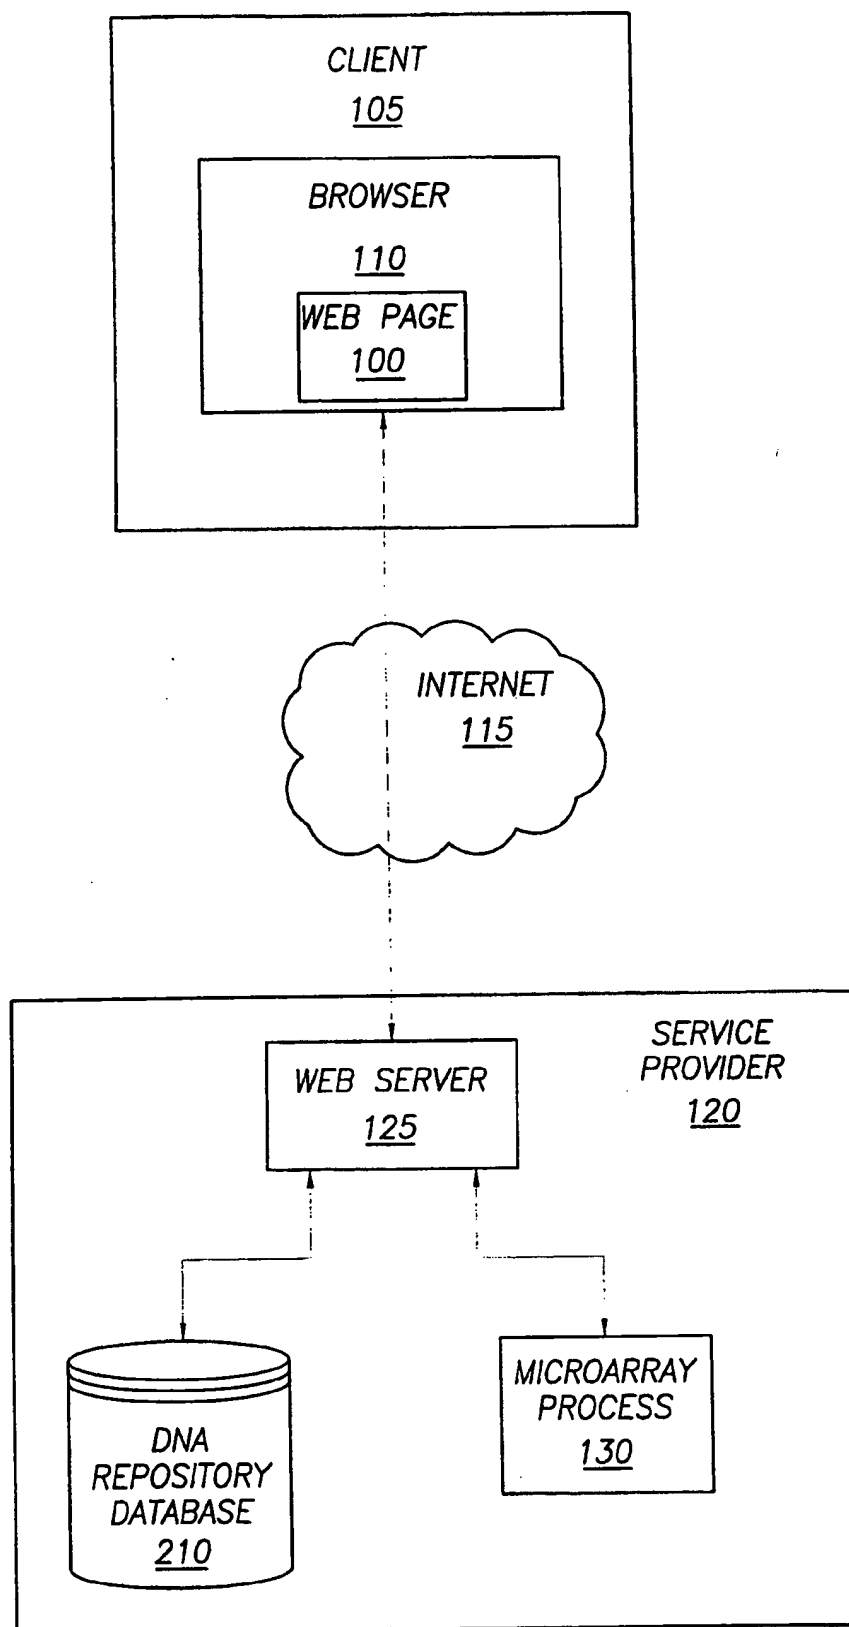 CLIENT
105
BROWSER
110
WEB PAGE
100
INTERNET
115
SERVICE
PROVIDER
120
WEB SERVER
125
MICROARRAY
PROCESS
130
DNA
REPOSITORY
DATABASE
210